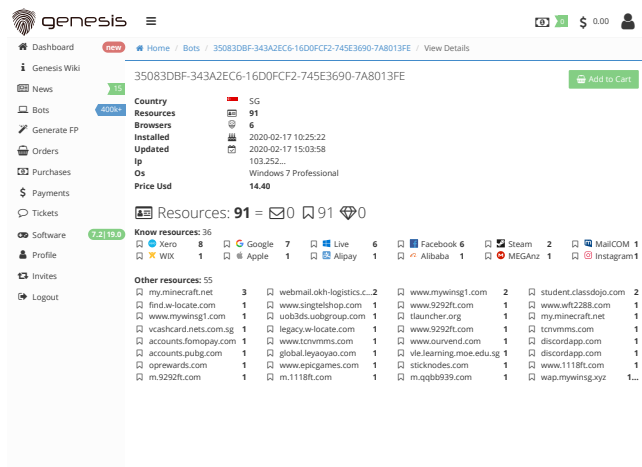 genesis
0
$ 0.00
Dashboard new
Genesis Wiki
News 15
Bots 400k+
Generate FP
Orders
Purchases
Payments
Tickets
Software 7.2|19.0
Profile
Invites
Logout
Home / Bots / 35083DBF-343A2EC6-16D0FCF2-745E3690-7A8013FE / View Details
35083DBF-343A2EC6-16D0FCF2-745E3690-7A8013FE
Add to Cart
Country SG
Resources 91
Browsers 6
Installed 2020-02-17 10:25:22
Updated 2020-02-17 15:03:58
Ip 103.252...
Os Windows 7 Professional
Price Usd 14.40
Resources: 91 = 0 91 0
Know resources: 36
Xero 8 Google 7 Live 6 Facebook 6 Steam 2 MailCOM 1
WIX 1 Apple 1 Alipay 1 Alibaba 1 MEGAnz 1 Instagram 1
Other resources: 55
my.minecraft.net 3 webmail.okh-logistics.c...2 www.mywinsg1.com 2 student.classdojo.com 2
find.w-locate.com 1 www.singtelshop.com 1 www.9292ft.com 1 www.wft2288.com 1
www.mywinsg1.com 1 uob3ds.uobgroup.com 1 tlauncher.org 1 my.minecraft.net 1
vcashcard.nets.com.sg 1 legacy.w-locate.com 1 www.9292ft.com 1 tcnvmms.com 1
accounts.fomopay.com 1 www.tcnvmms.com 1 www.ourvend.com 1 discordapp.com 1
accounts.pubg.com 1 global.leyaoyao.com 1 vle.learning.moe.edu.sg 1 discordapp.com 1
oprewards.com 1 www.epicgames.com 1 sticknodes.com 1 www.1118ft.com 1
m.9292ft.com 1 m.1118ft.com 1 m.qqbb939.com 1 wap.mywinsg.xyz 1...